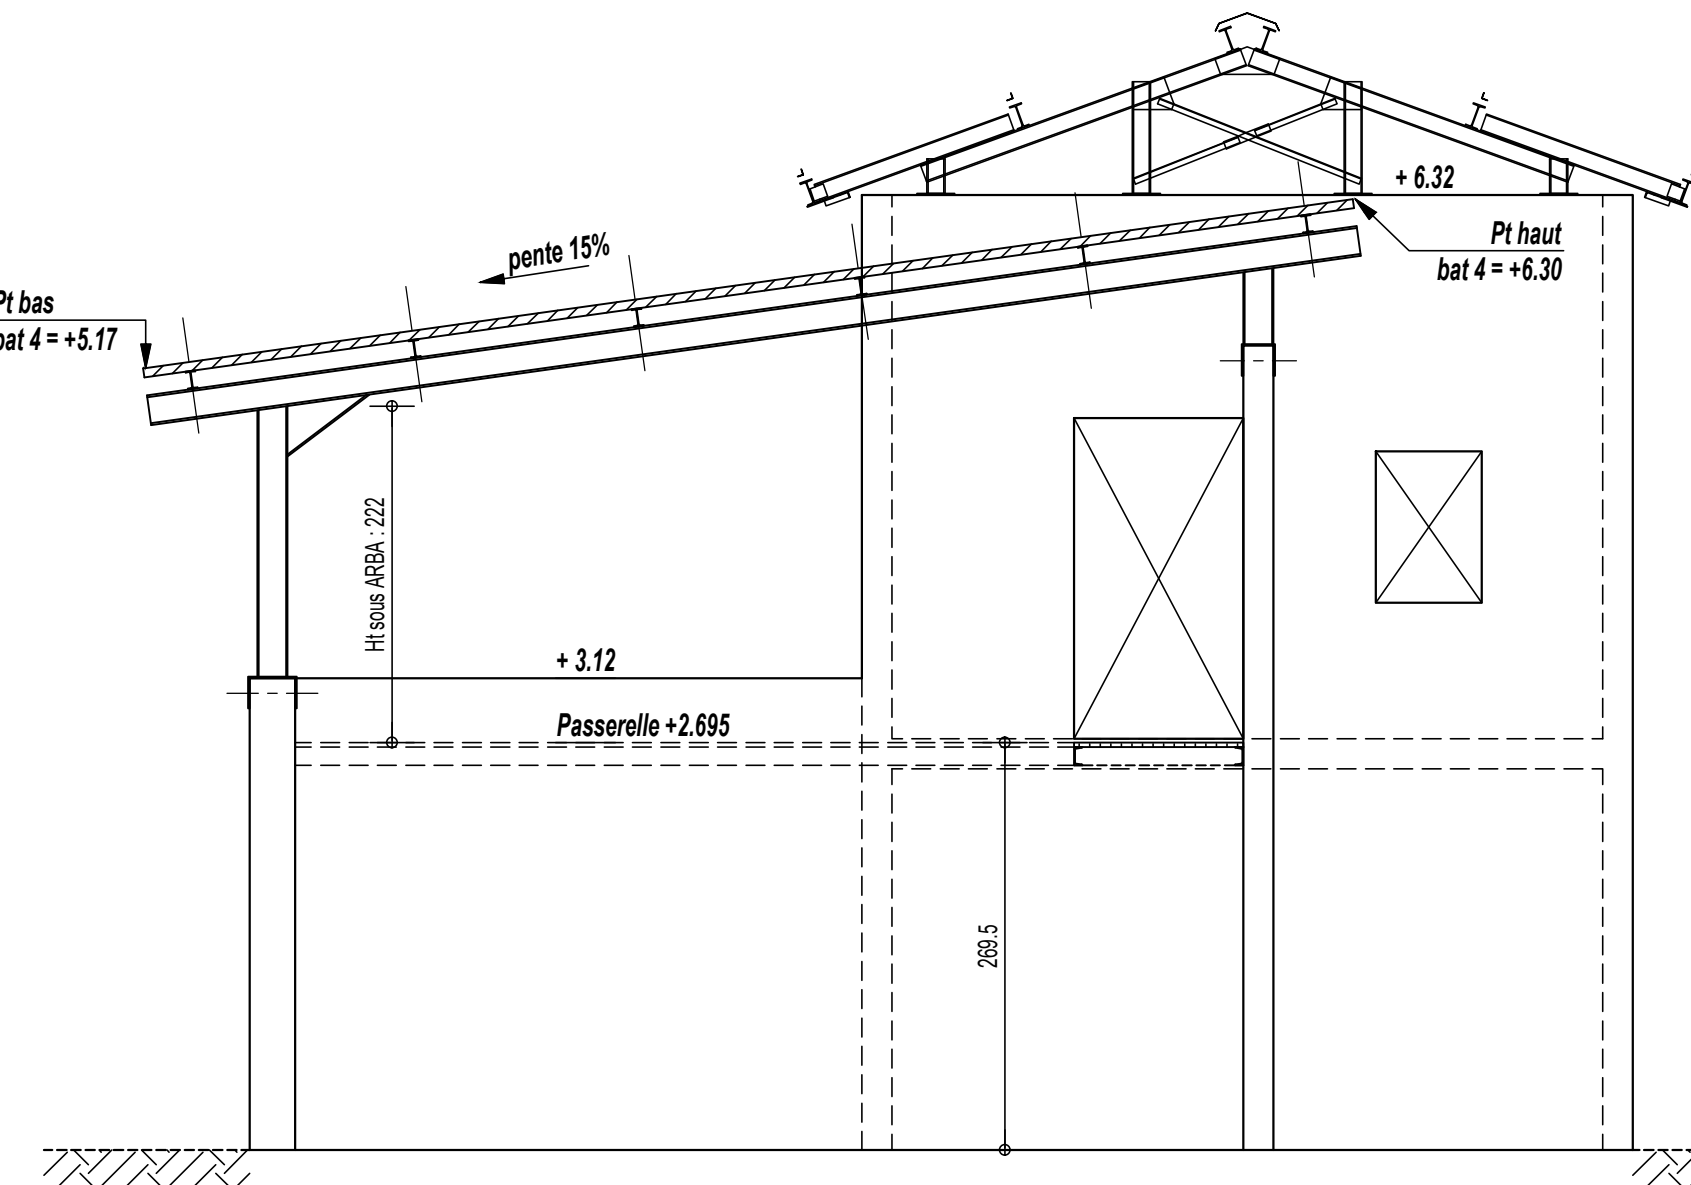 + 6.32
Pt haut
bat 4 = +6.30
pente 15%
Pt bas
bat 4 = +5.17
Ht sous ARBA : 222
+ 3.12
Passerelle +2.695
269.5